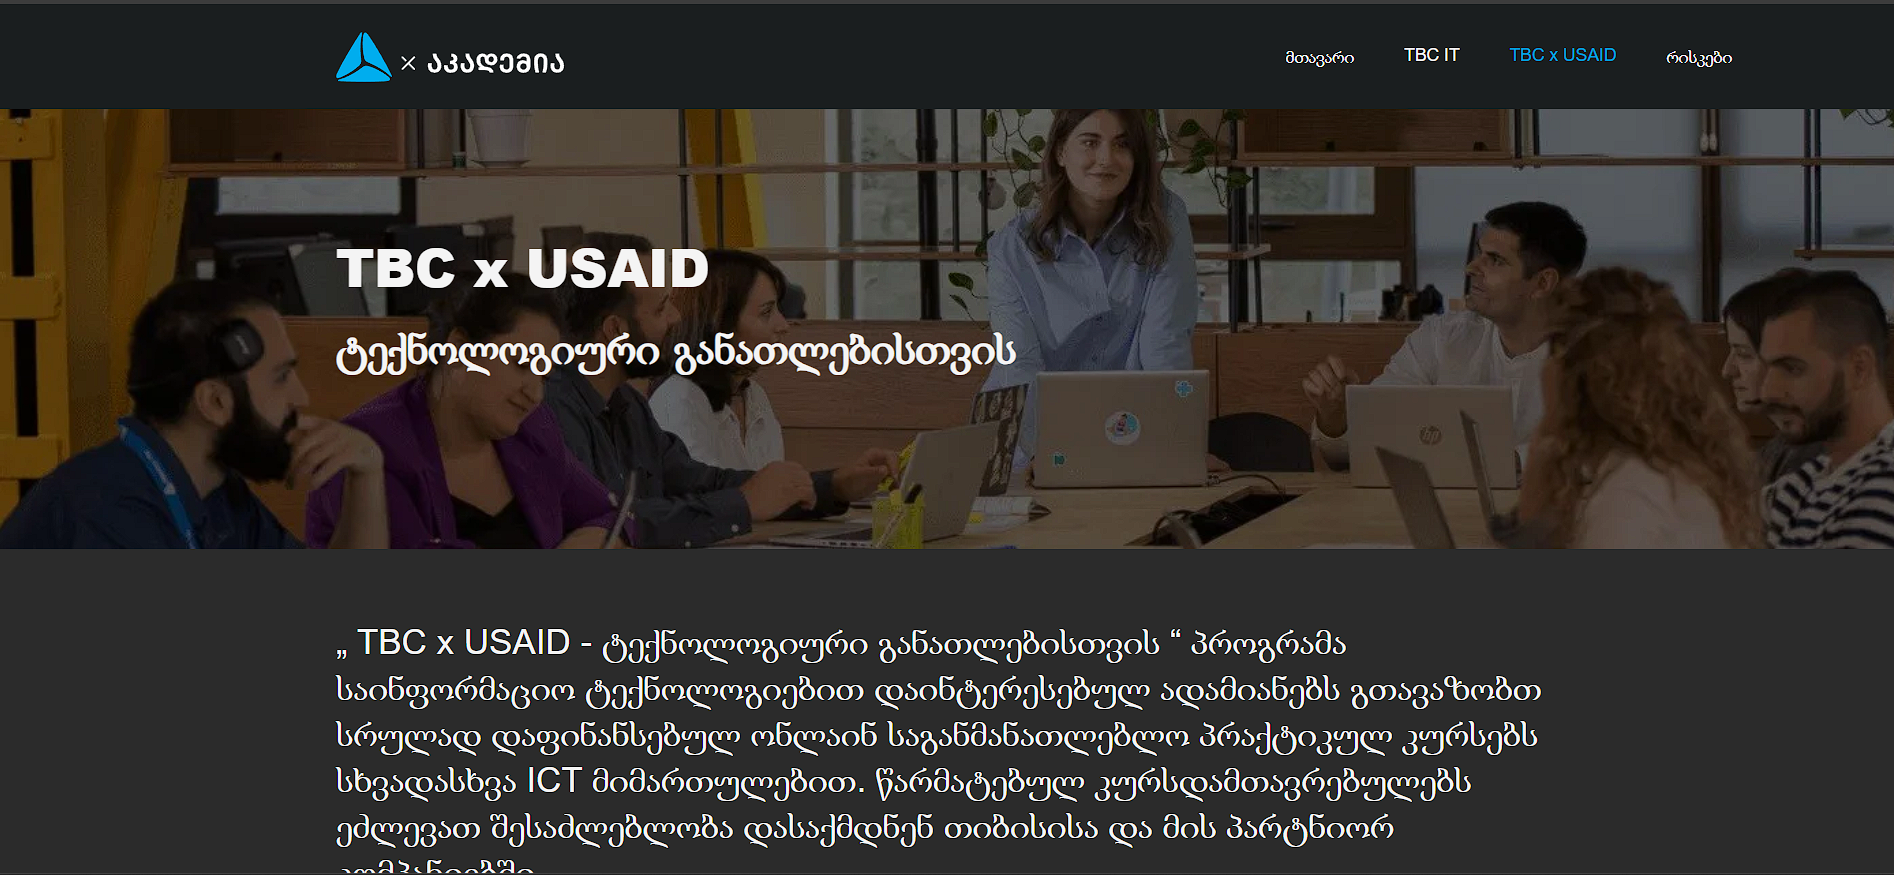 × აკადემია
მთავარი
TBC IT
TBC x USAID
რისკები
TBC x USAID
ტექნოლოგიური განათლებისთვის
hp
„ TBC x USAID - ტექნოლოგიური განათლებისთვის “ პროგრამა
საინფორმაციო ტექნოლოგიებით დაინტერესებულ ადამიანებს გთავაზობთ
სრულად დაფინანსებულ ონლაინ საგანმანათლებლო პრაქტიკულ კურსებს
სხვადასხვა ICT მიმართულებით. წარმატებულ კურსდამთავრებულებს
ეძლევათ შესაძლებლობა დასაქმდნენ თიბისისა და მის პარტნიორ
კომპანიებში